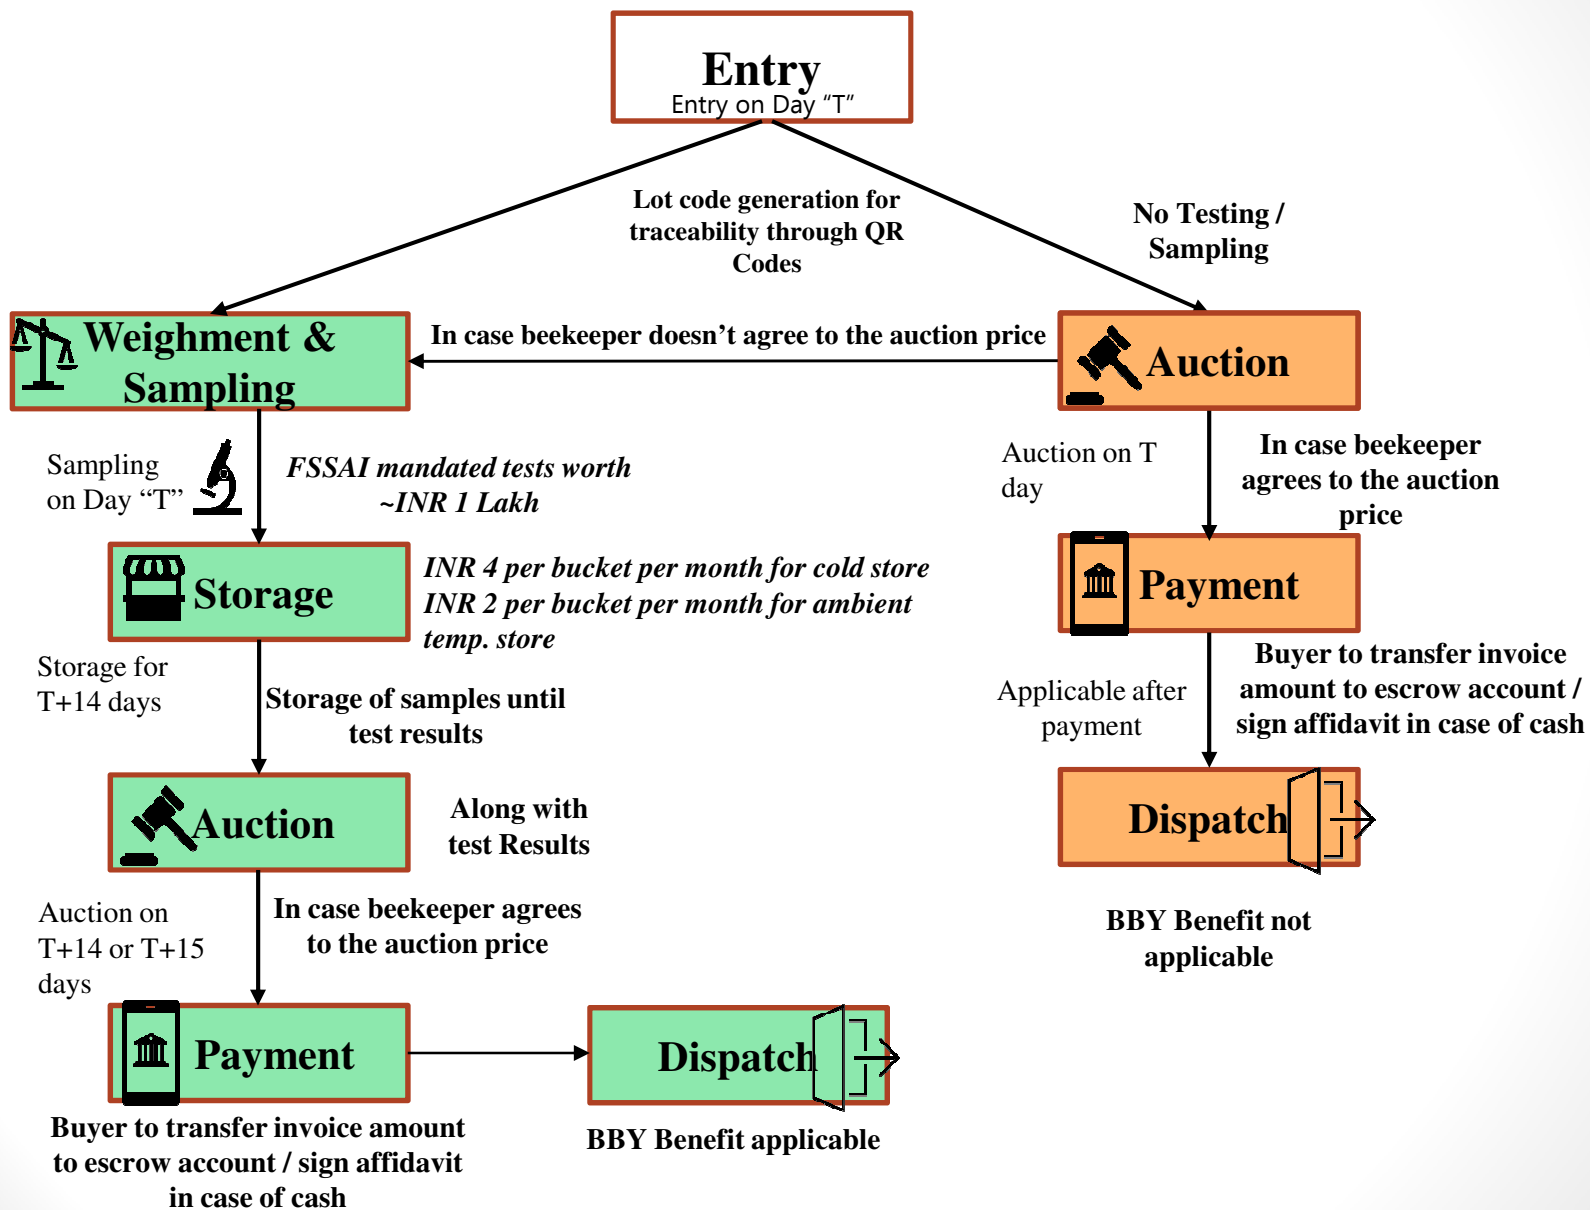 Entry
Entry on Day “T”
Lot code generation for
traceability through QR
Codes
No Testing /
Sampling
Weighment &
Sampling
In case beekeeper doesn’t agree to the auction price
Auction
Sampling
on Day “T”
FSSAI mandated tests worth
~INR 1 Lakh
Auction on T
day
In case beekeeper
agrees to the auction
price
Storage
INR 4 per bucket per month for cold store
INR 2 per bucket per month for ambient
temp. store
Payment
Storage for
T+14 days
Storage of samples until
test results
Applicable after
payment
Buyer to transfer invoice
amount to escrow account /
sign affidavit in case of cash
Auction
Along with
test Results
Dispatch
Auction on
T+14 or T+15
days
In case beekeeper agrees
to the auction price
BBY Benefit not
applicable
Payment
Dispatch
Buyer to transfer invoice amount
to escrow account / sign affidavit
in case of cash
BBY Benefit applicable